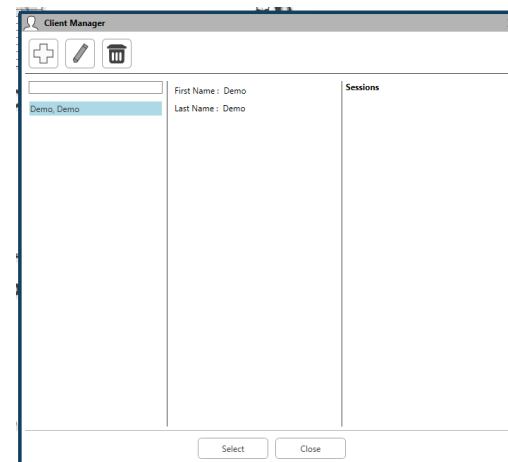 Client Manager
Demo, Demo
First Name : Demo
Last Name : Demo
Sessions
Select
Close